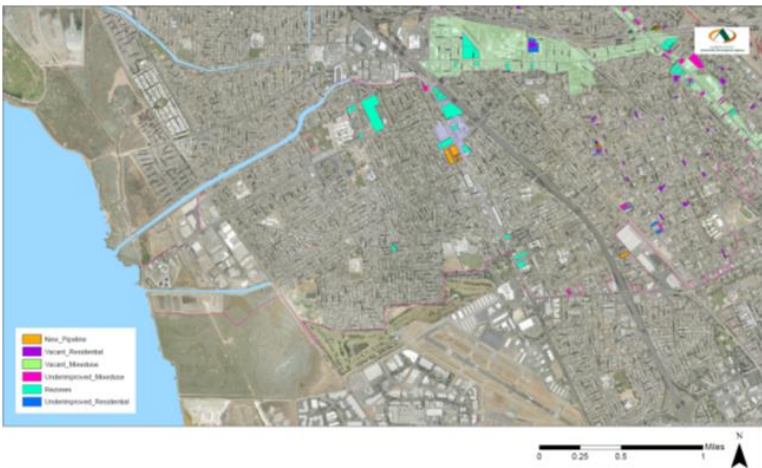 New_Pipeline
Vacant_Residential
Vacant_Mixeduse
Underimproved_Mixeduse
Rezones
Underimproved_Residential
N
Miles
0 0.25 0.5 1